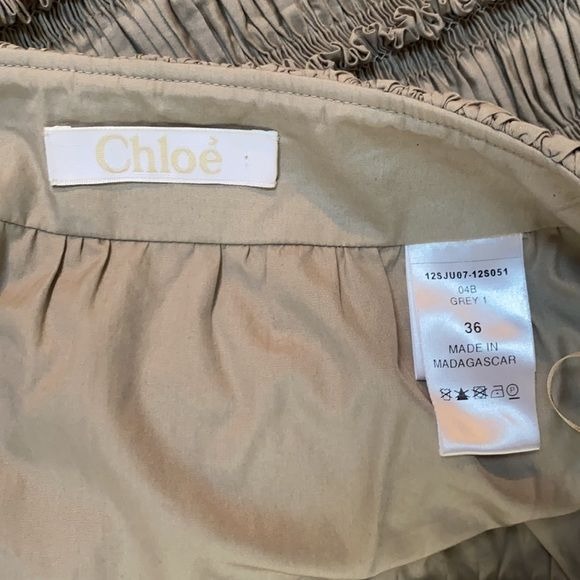 Chloé
12SJU07-12S051
04B
GREY 1
36
MADE IN
MADAGASCAR
P